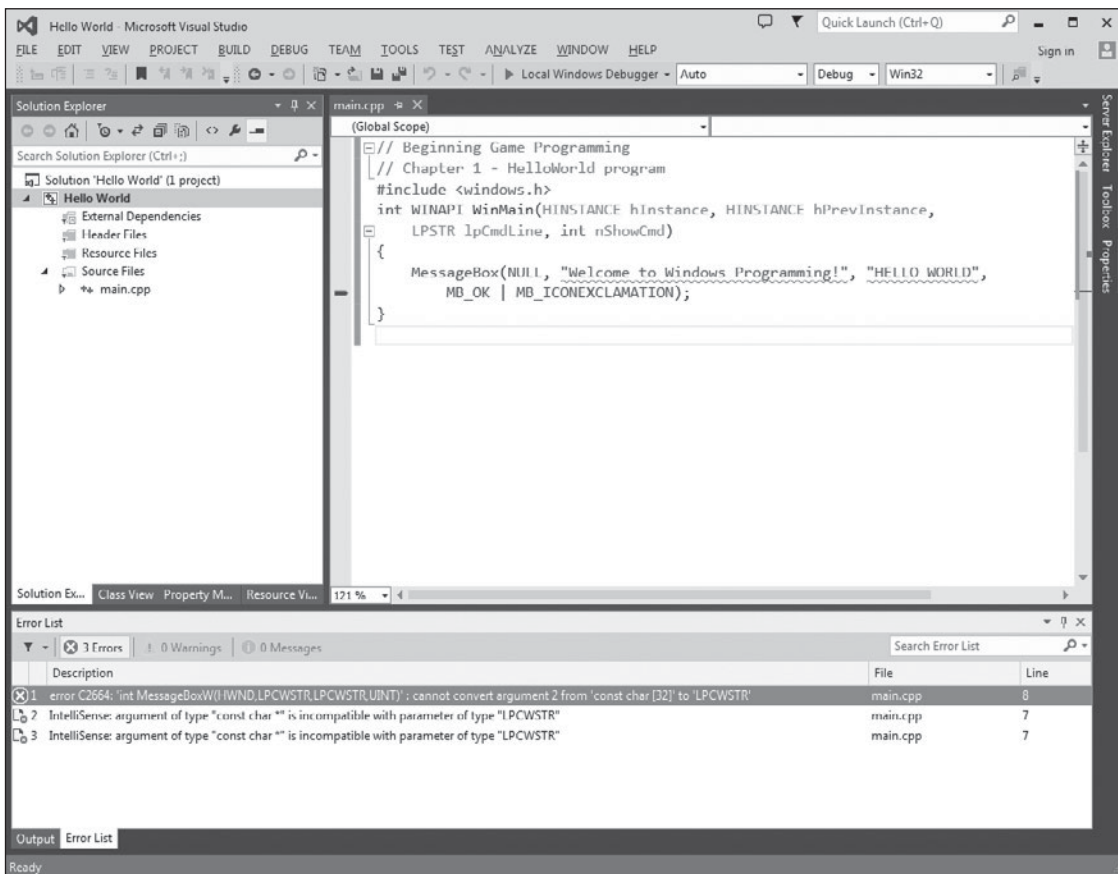 Hello World - Microsoft Visual Studio
Quick Launch (Ctrl+Q)
FILE EDIT VIEW PROJECT BUILD DEBUG TEAM TOOLS TEST ANALYZE WINDOW HELP
Sign in
Local Windows Debugger
Auto
Debug
Win32
Solution Explorer
Search Solution Explorer (Ctrl+;)
Solution 'Hello World' (1 project)
Hello World
External Dependencies
Header Files
Resource Files
Source Files
main.cpp
Solution Ex... Class View Property M... Resource Vi...
main.cpp
(Global Scope)
// Beginning Game Programming
// Chapter 1 - HelloWorld program
#include <windows.h>
int WINAPI WinMain(HINSTANCE hInstance, HINSTANCE hPrevInstance,
LPSTR lpCmdLine, int nShowCmd)
{
MessageBox(NULL, "Welcome to Windows Programming!", "HELLO WORLD",
MB_OK | MB_ICONEXCLAMATION);
}
121 %
Server Explorer
Toolbox
Properties
Error List
3 Errors
0 Warnings
0 Messages
Search Error List
Description File Line
1 error C2664: 'int MessageBoxW(HWND,LPCWSTR,LPCWSTR,UINT)' : cannot convert argument 2 from 'const char [32]' to 'LPCWSTR' main.cpp 8
2 IntelliSense: argument of type "const char *" is incompatible with parameter of type "LPCWSTR" main.cpp 7
3 IntelliSense: argument of type "const char *" is incompatible with parameter of type "LPCWSTR" main.cpp 7
Output Error List
Ready